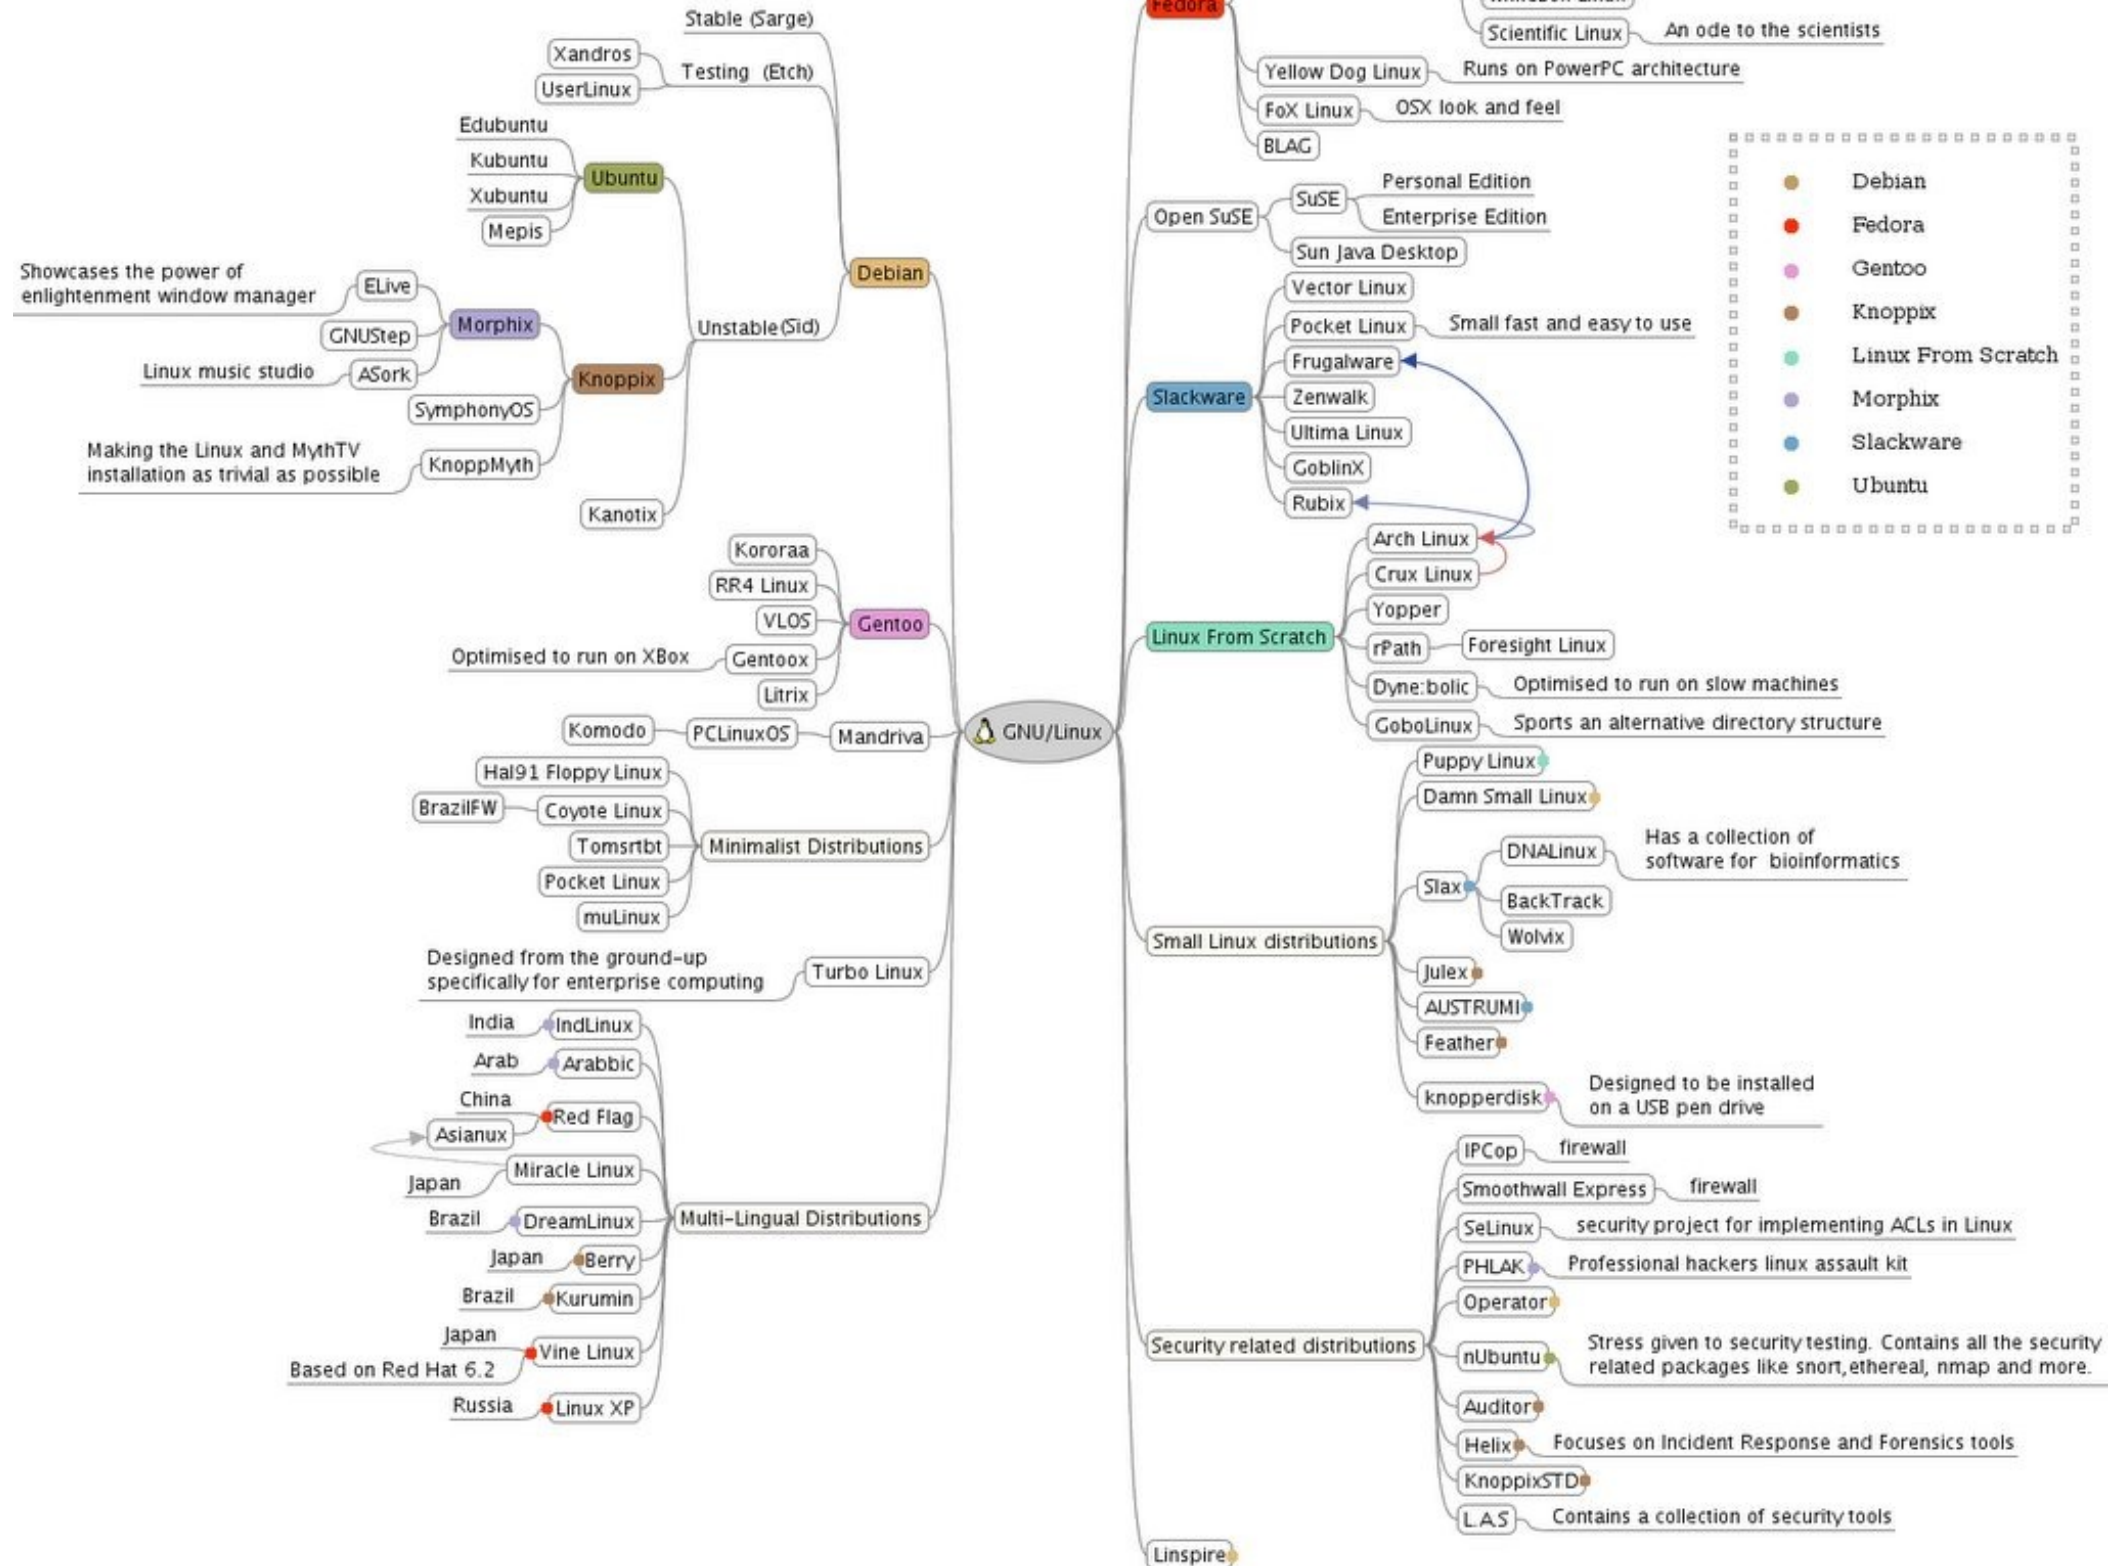 Stable (Sarge)
Xandros
Testing (Etch)
UserLinux
Edubuntu
Kubuntu
Ubuntu
Xubuntu
Mepis
Debian
Showcases the power of
enlightenment window manager
ELive
Morphix
GNUStep
Unstable(Sid)
Linux music studio
ASork
Knoppix
SymphonyOS
Making the Linux and MythTV
installation as trivial as possible
KnoppMyth
Kanotix
Kororaa
RR4 Linux
VLOS
Gentoo
Optimised to run on XBox
Gentoox
Litrix
Komodo
PCLinuxOS
Mandriva
GNU/Linux
Hal91 Floppy Linux
BrazilFW
Coyote Linux
Tomsrtbt
Minimalist Distributions
Pocket Linux
muLinux
Designed from the ground-up
specifically for enterprise computing
Turbo Linux
India
IndLinux
Arab
Arabbic
China
Red Flag
Asianux
Miracle Linux
Japan
Brazil
DreamLinux
Multi-Lingual Distributions
Japan
Berry
Brazil
Kurumin
Japan
Vine Linux
Based on Red Hat 6.2
Russia
Linux XP
Fedora
Scientific Linux
An ode to the scientists
Yellow Dog Linux
Runs on PowerPC architecture
FoX Linux
OSX look and feel
BLAG
Open SuSE
SuSE
Personal Edition
Enterprise Edition
Sun Java Desktop
Slackware
Vector Linux
Pocket Linux
Small fast and easy to use
Frugalware
Zenwalk
Ultima Linux
GoblinX
Rubix
Linux From Scratch
Arch Linux
Crux Linux
Yopper
rPath
Foresight Linux
Dyne:bolic
Optimised to run on slow machines
GoboLinux
Sports an alternative directory structure
Small Linux distributions
Puppy Linux
Damn Small Linux
Slax
DNALinux
Has a collection of
software for bioinformatics
BackTrack
Wolvix
Julex
AUSTRUMI
Feather
knopperdisk
Designed to be installed
on a USB pen drive
Security related distributions
IPCop
firewall
Smoothwall Express
firewall
SeLinux
security project for implementing ACLs in Linux
PHLAK
Professional hackers linux assault kit
Operator
nUbuntu
Stress given to security testing. Contains all the security
related packages like snort,ethereal, nmap and more.
Auditor
Helix
Focuses on Incident Response and Forensics tools
KnoppixSTD
L.A.S
Contains a collection of security tools
Linspire
Debian
Fedora
Gentoo
Knoppix
Linux From Scratch
Morphix
Slackware
Ubuntu